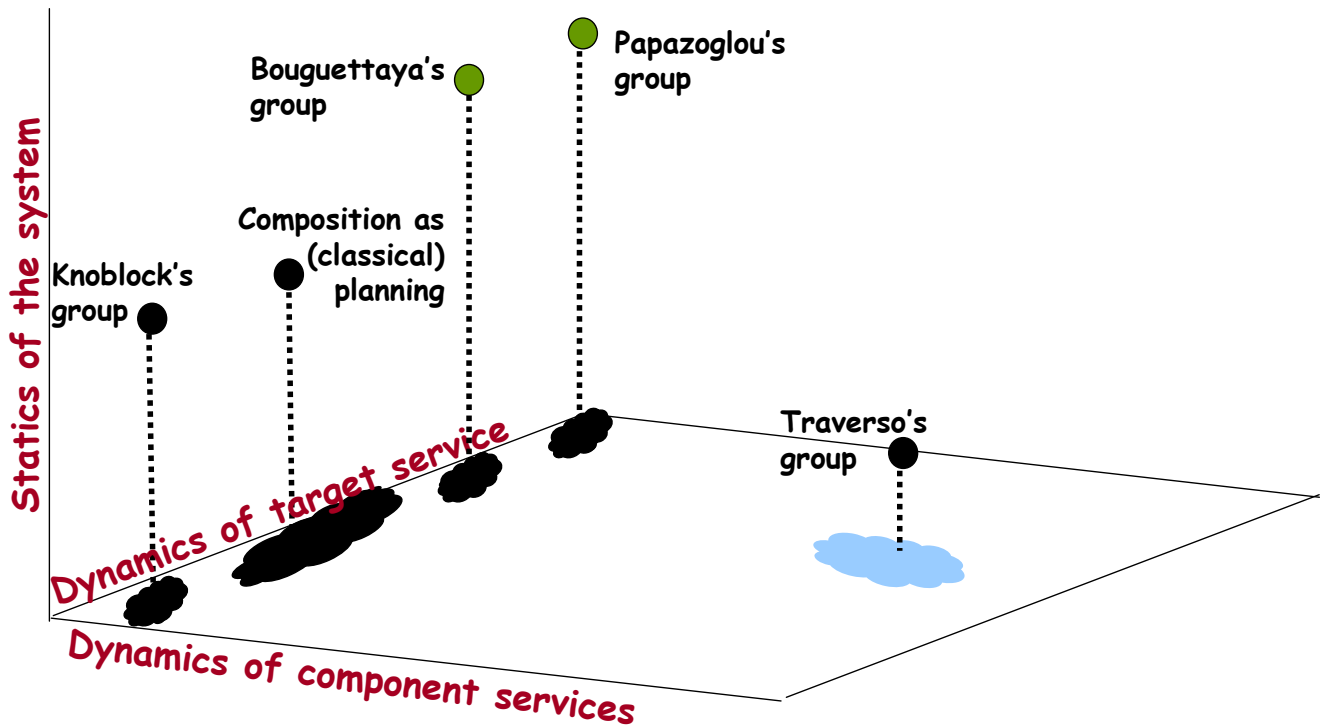 Papazoglou's
group
Bouguettaya's
group
Composition as
(classical)
planning
Knoblock's
group
Traverso's
group
Statics of the system
Dynamics of target service
Dynamics of component services